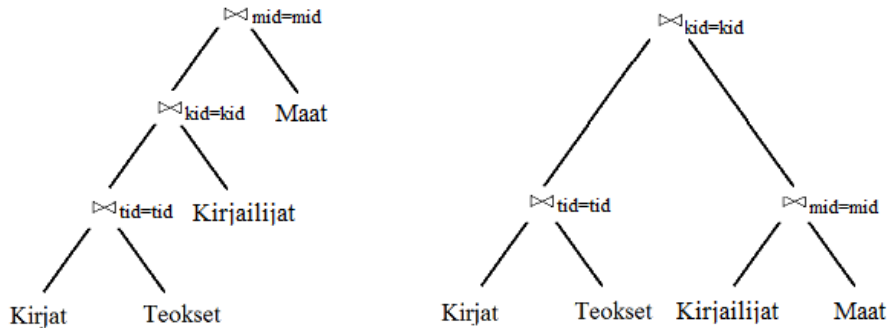 ⋈mid=mid
⋈kid=kid
⋈kid=kid
Maat
⋈tid=tid
Kirjailijat
⋈tid=tid
⋈mid=mid
Kirjat
Teokset
Kirjat
Teokset
Kirjailijat
Maat